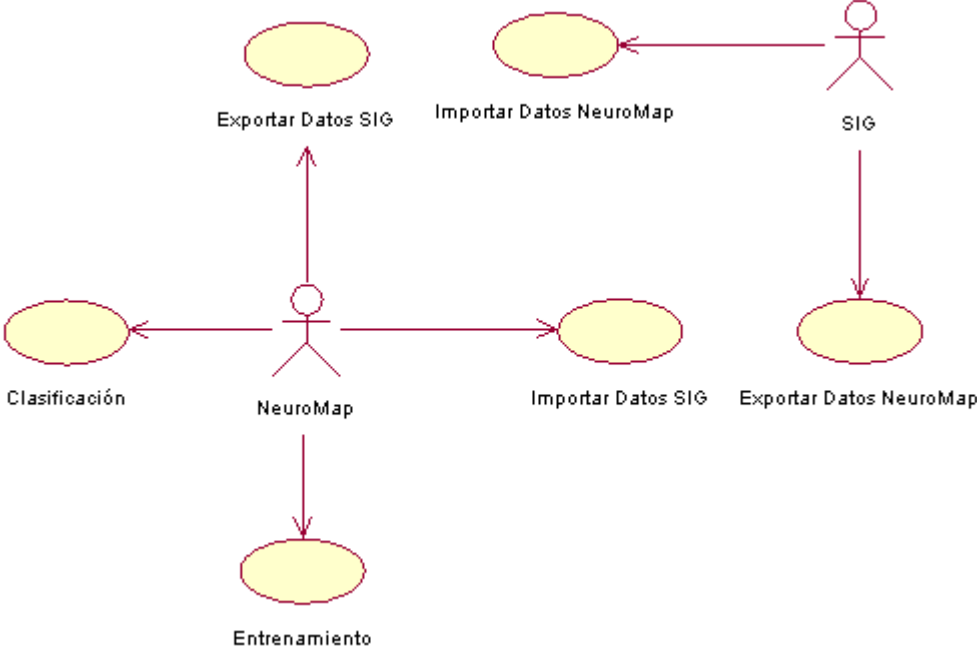 Exportar Datos SIG
Importar Datos NeuroMap
SIG
Clasificación
NeuroMap
Importar Datos SIG
Exportar Datos NeuroMap
Entrenamiento